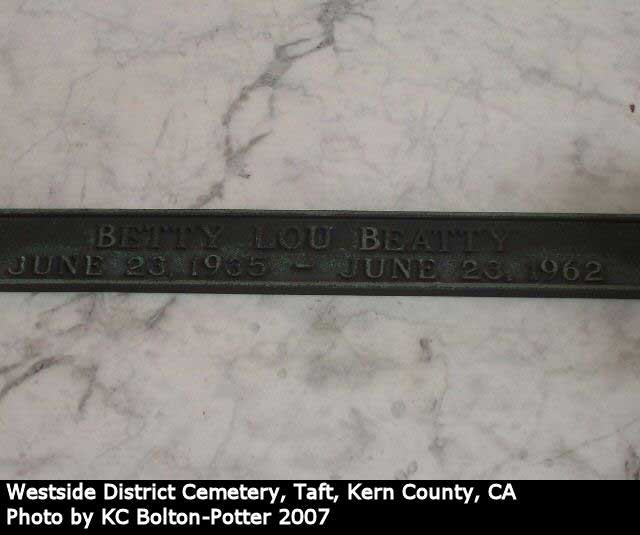 BETTY LOU BEATTY
JUNE 23, 1935 – JUNE 23, 1962
Westside District Cemetery, Taft, Kern County, CA
Photo by KC Bolton-Potter 2007